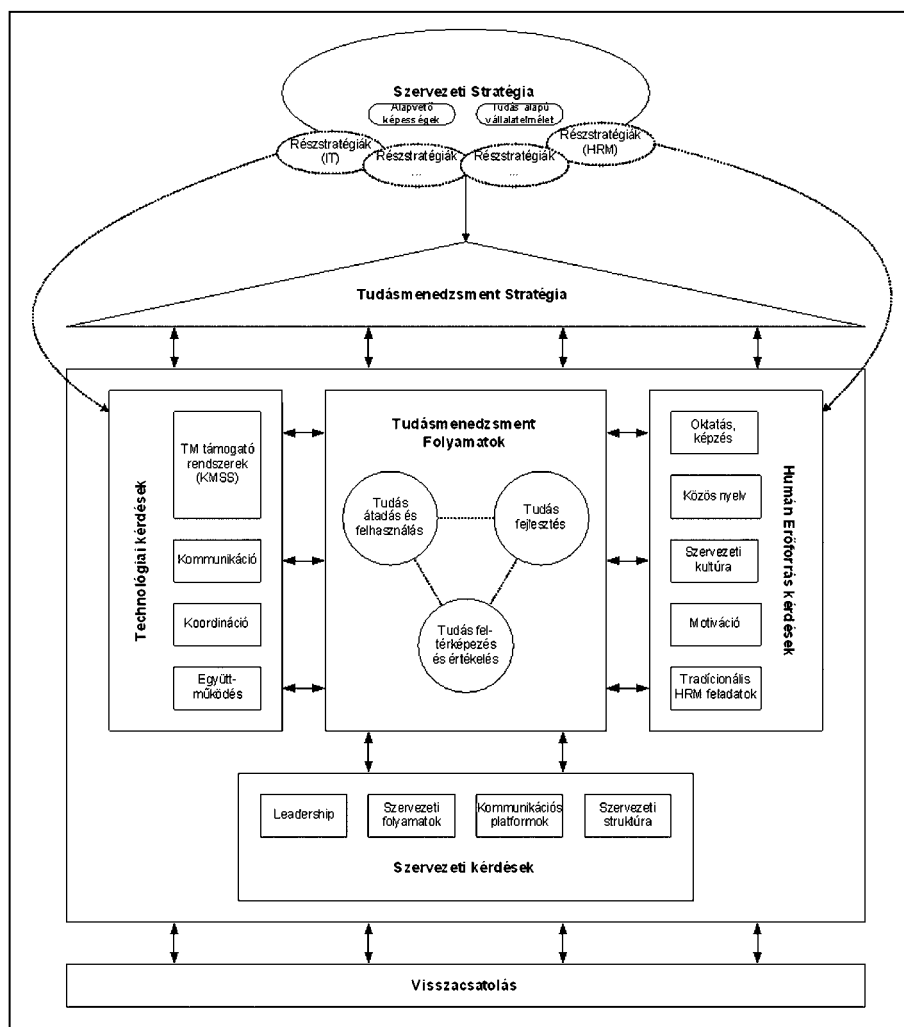 Szervezeti Stratégia
Alapvető
képességek
Tudás alapú
vállalatelmélet
Részstratégiák
(IT)
Részstratégiák
...
Részstratégiák
...
Részstratégiák
(HRM)
Tudásmenedzsment Stratégia
Technológiai kérdések
TM támogató
rendszerek
(KMSS)
Kommunikáció
Koordináció
Együtt-
működés
Tudásmenedzsment
Folyamatok
Tudás
átadás és
felhasználás
Tudás
fejlesztés
Tudás fel-
térképezés
és értékelés
Oktatás,
képzés
Közös nyelv
Szervezeti
kultúra
Motiváció
Tradícionális
HRM feladatok
Humán Erőforrás kérdések
Leadership
Szervezeti
folyamatok
Kommunikációs
platformok
Szervezeti
struktúra
Szervezeti kérdések
Visszacsatolás